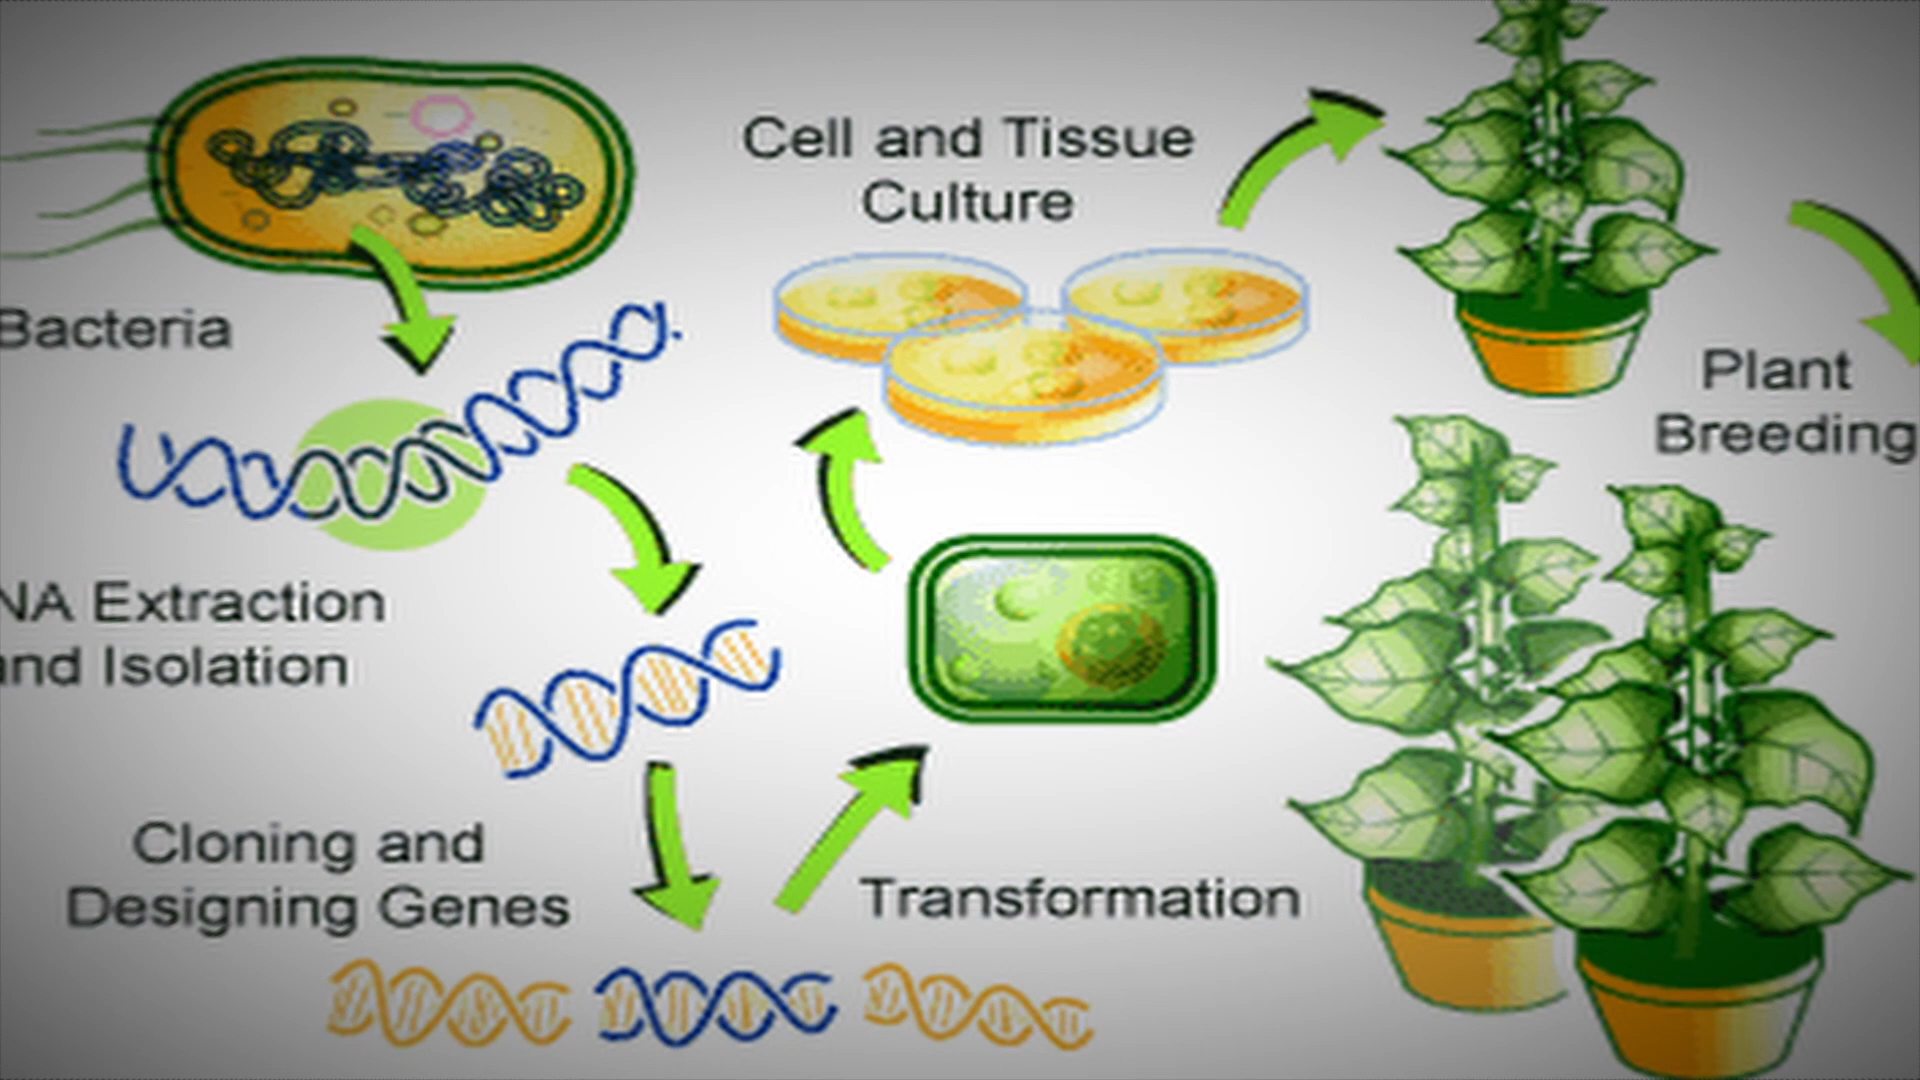 Bacteria
NA Extraction
nd Isolation
Cloning and
Designing Genes
Transformation
Cell and Tissue
Culture
Plant
Breeding